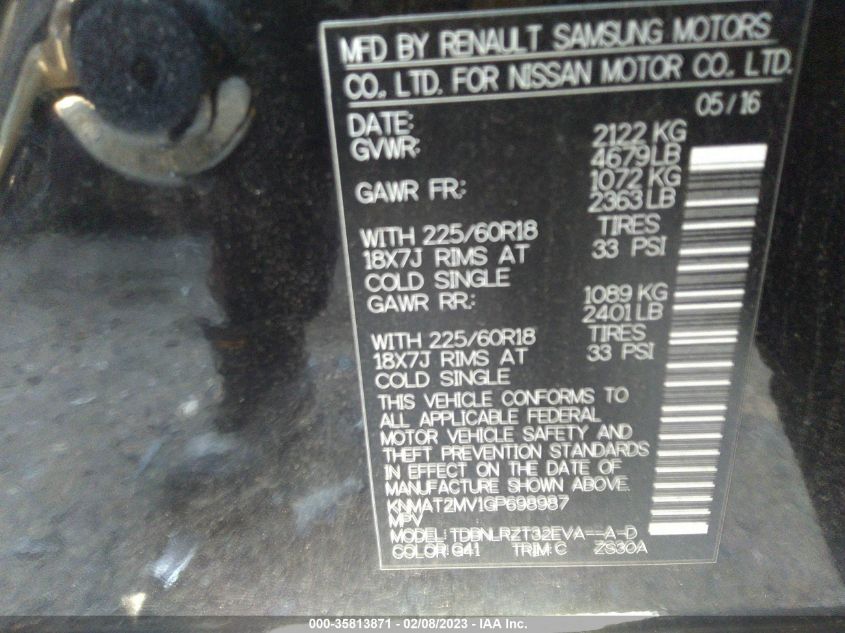 MFD BY RENAULT SAMSUNG MOTORS
CO., LTD. FOR NISSAN MOTOR CO., LTD.
DATE: 05/16
GVWR: 2122 KG
4679 LB
GAWR FR: 1072 KG
2363 LB
WITH 225/60R18 TIRES
18X7J RIMS AT 33 PSI
COLD SINGLE
GAWR RR: 1089 KG
2401 LB
WITH 225/60R18 TIRES
18X7J RIMS AT 33 PSI
COLD SINGLE
THIS VEHICLE CONFORMS TO
ALL APPLICABLE FEDERAL
MOTOR VEHICLE SAFETY AND
THEFT PREVENTION STANDARDS
IN EFFECT ON THE DATE OF
MANUFACTURE SHOWN ABOVE.
KNMAT2MV1GP698987
MPV
MODEL: TDBNLRZT32EVA--A-D
COLOR: G41 TRIM: C ZS30A
000-35813871 - 02/08/2023 - IAA Inc.